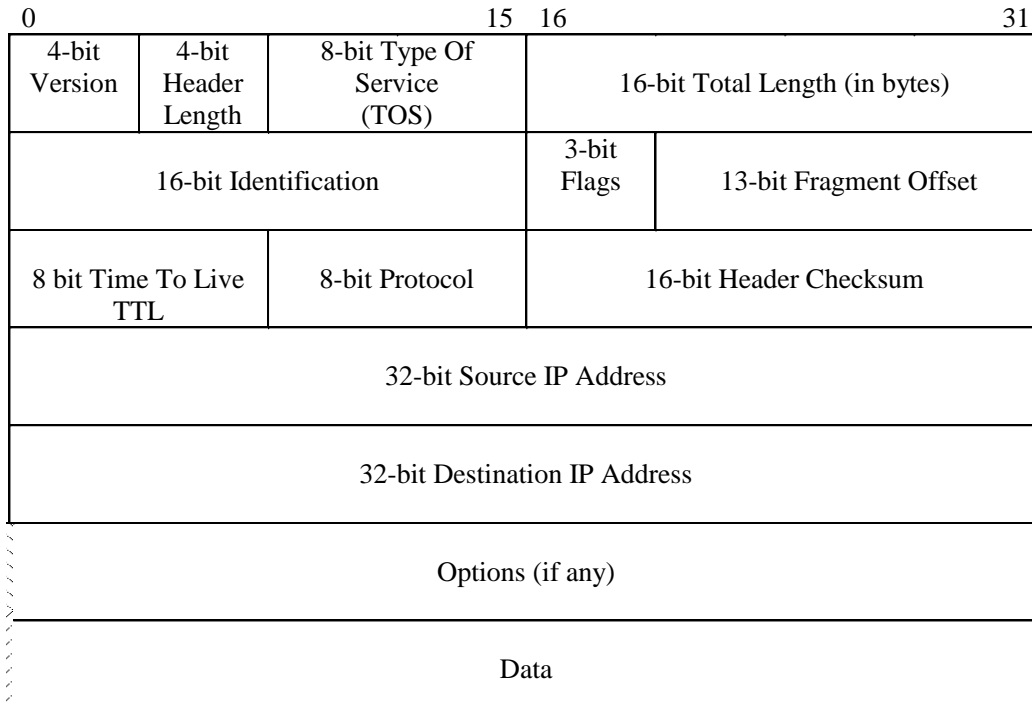 0 15 16 31
4-bit
Version
4-bit
Header
Length
8-bit Type Of
Service
(TOS)
16-bit Total Length (in bytes)
16-bit Identification
3-bit
Flags
13-bit Fragment Offset
8 bit Time To Live
TTL
8-bit Protocol
16-bit Header Checksum
32-bit Source IP Address
32-bit Destination IP Address
Options (if any)
Data